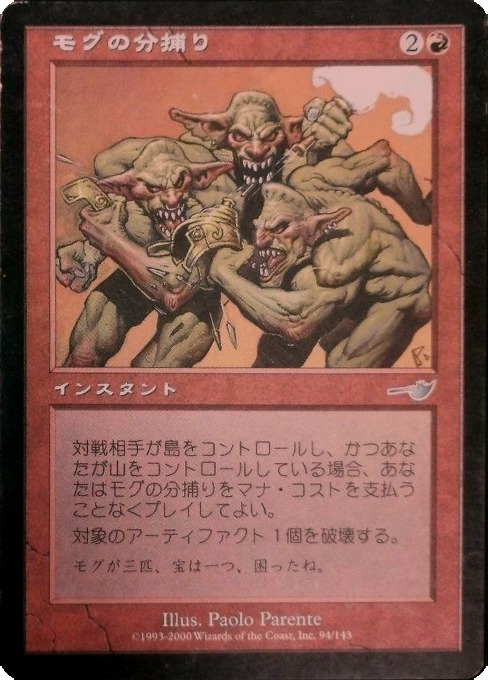 モグの分捕り 2
インスタント
対戦相手が島をコントロールし、かつあな
たが山をコントロールしている場合、あな
たはモグの分捕りをマナ・コストを支払う
ことなくプレイしてよい。
対象のアーティファクト1個を破壊する。
モグが三匹、宝は一つ、困ったね。
Illus. Paolo Parente
©1993-2000 Wizards of the Coast, Inc. 94/143